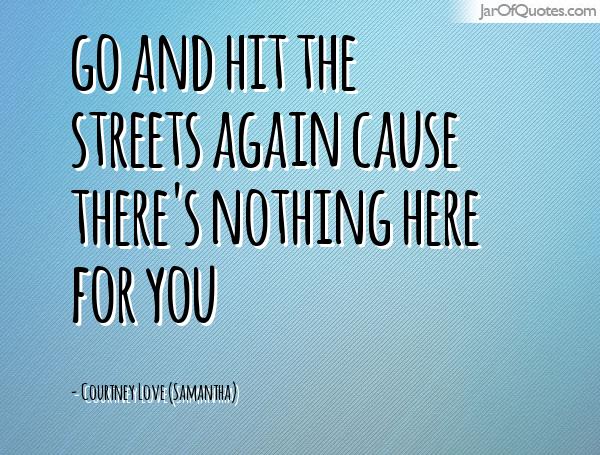 JarOfQuotes.com
GO AND HIT THE
STREETS AGAIN CAUSE
THERE'S NOTHING HERE
FOR YOU
- COURTNEY LOVE (SAMANTHA)